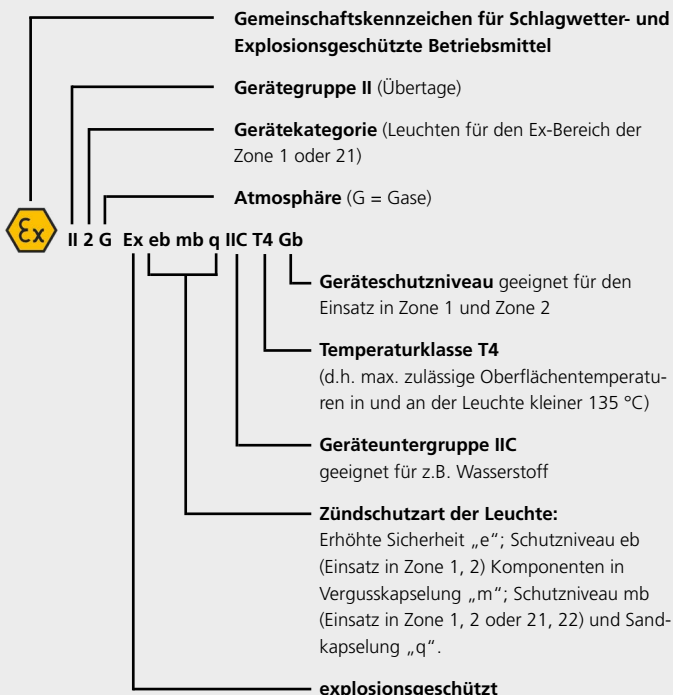 Gemeinschaftskennzeichen für Schlagwetter- und
Explosionsgeschützte Betriebsmittel
Gerätegruppe II (Übertage)
Gerätekategorie (Leuchten für den Ex-Bereich der
Zone 1 oder 21)
Atmosphäre (G = Gase)
Ex II 2 G Ex eb mb q IIC T4 Gb
Geräteschutzniveau geeignet für den
Einsatz in Zone 1 und Zone 2
Temperaturklasse T4
(d.h. max. zulässige Oberflächentemperatu-
ren in und an der Leuchte kleiner 135 °C)
Geräteuntergruppe IIC
geeignet für z.B. Wasserstoff
Zündschutzart der Leuchte:
Erhöhte Sicherheit „e“; Schutzniveau eb
(Einsatz in Zone 1, 2) Komponenten in
Vergusskapselung „m“; Schutzniveau mb
(Einsatz in Zone 1, 2 oder 21, 22) und Sand-
kapselung „q“.
explosionsgeschützt